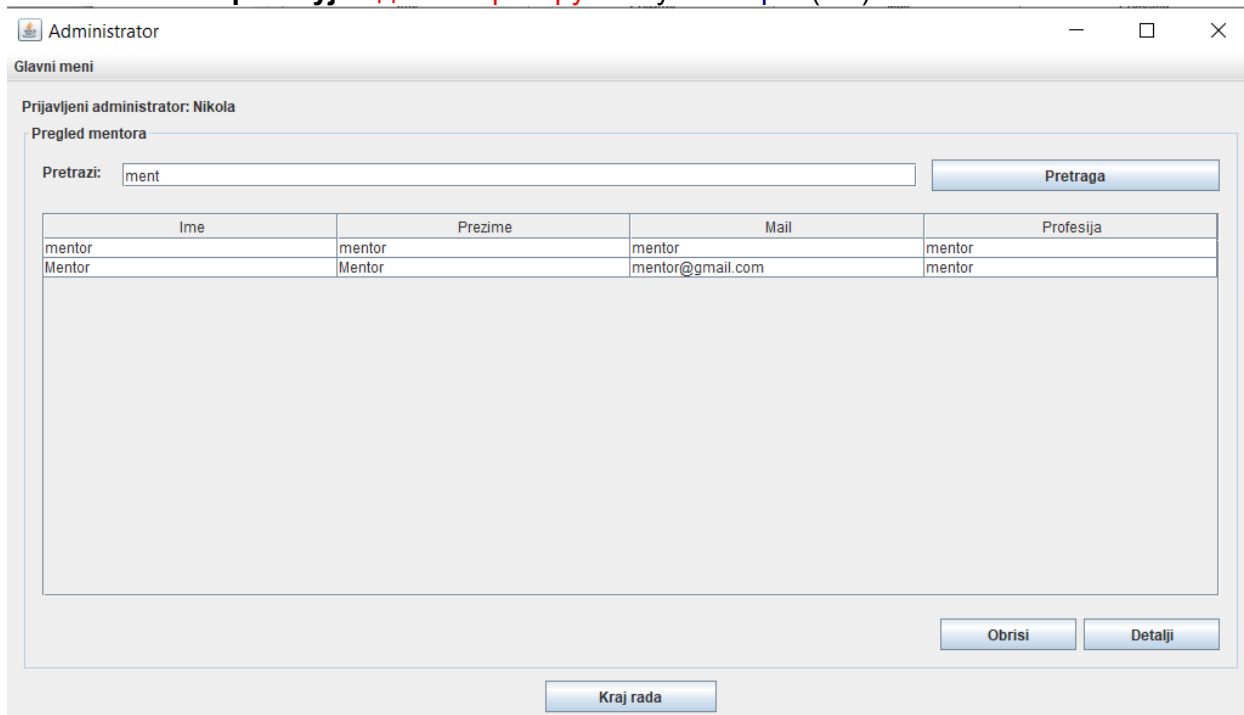 Administrator
Glavni meni
Prijavljeni administrator: Nikola
Pregled mentora
Pretrazi: ment Pretraga
Ime Prezime Mail Profesija
mentor mentor mentor mentor
Mentor Mentor mentor@gmail.com mentor
Obrisi Detalji
Kraj rada